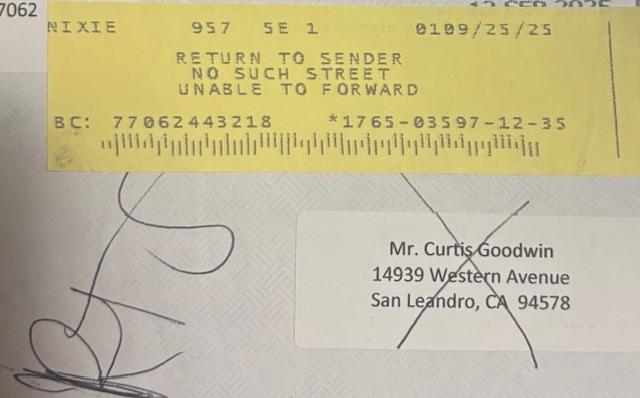 7062
NIXIE 957 5E 1 0109/25/25
RETURN TO SENDER
NO SUCH STREET
UNABLE TO FORWARD
BC: 77062443218 *1765-03597-12-35
Mr. Curtis Goodwin
14939 Western Avenue
San Leandro, CA 94578